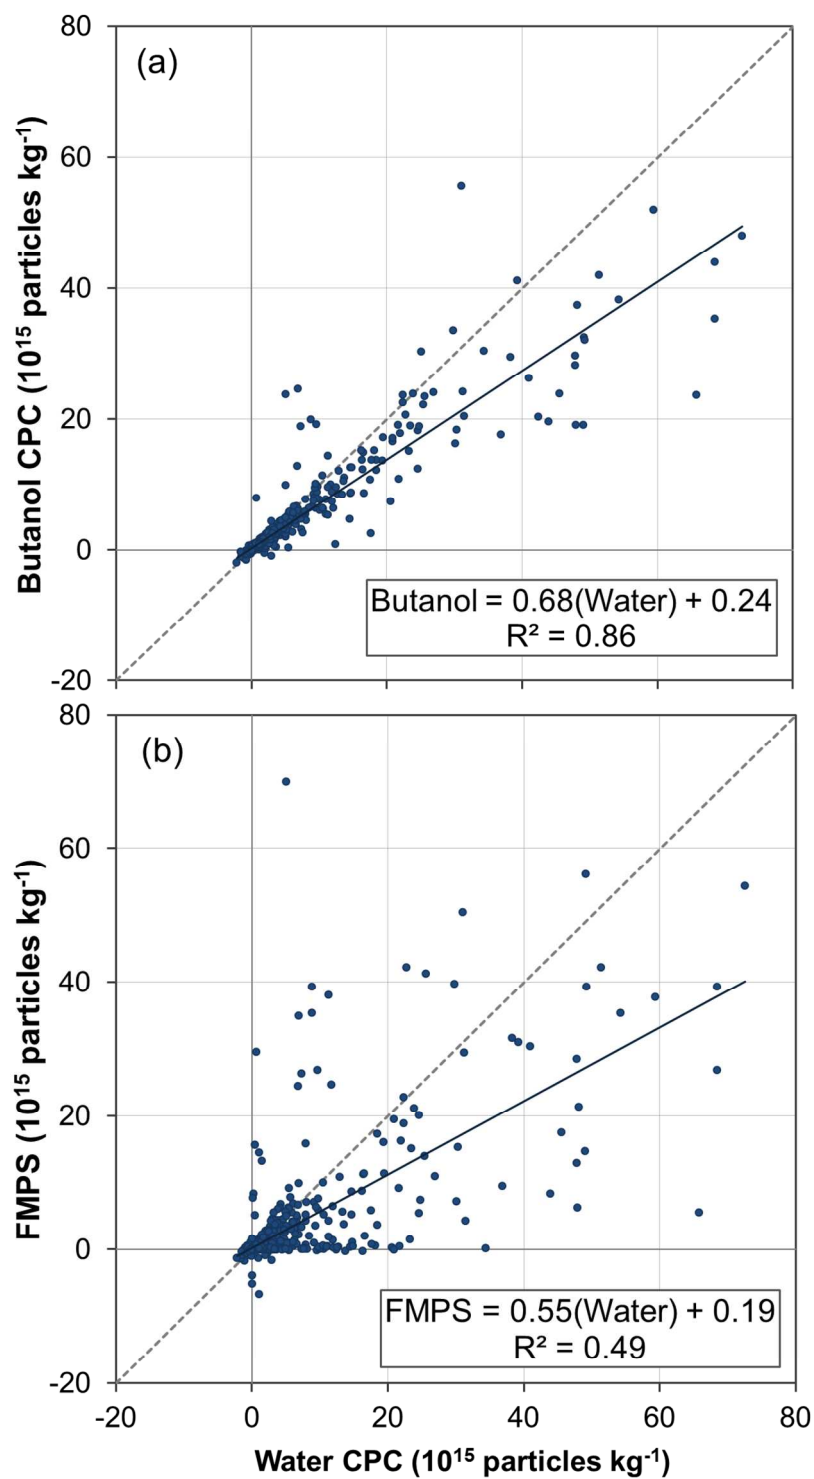 (a)
80
60
40
20
0
-20
Butanol CPC (10¹⁵ particles kg⁻¹)
Butanol = 0.68(Water) + 0.24
R² = 0.86
(b)
80
60
40
20
0
-20
FMPS (10¹⁵ particles kg⁻¹)
FMPS = 0.55(Water) + 0.19
R² = 0.49
-20 0 20 40 60 80
Water CPC (10¹⁵ particles kg⁻¹)